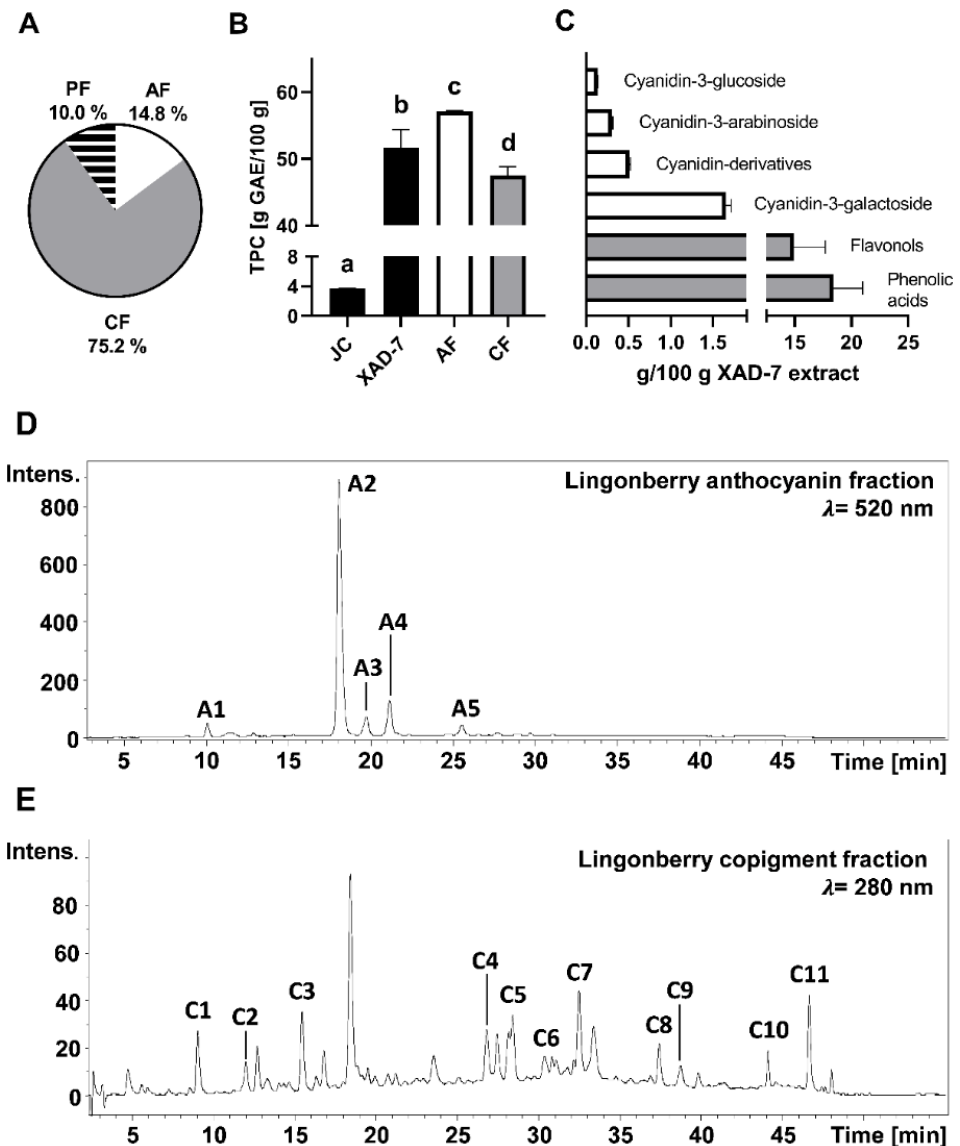 A
PF
10.0 %
AF
14.8 %
CF
75.2 %
B
TPC [g GAE/100 g]
60
50
40
8
4
0
a
b
c
d
JC
XAD-7
AF
CF
C
Cyanidin-3-glucoside
Cyanidin-3-arabinoside
Cyanidin-derivatives
Cyanidin-3-galactoside
Flavonols
Phenolic
acids
0.0 0.5 1.0 1.5 15 20 25
g/100 g XAD-7 extract
D
Intens.
Lingonberry anthocyanin fraction
λ= 520 nm
800
600
400
200
0
A1
A2
A3
A4
A5
5 10 15 20 25 30 35 40 45 Time [min]
E
Intens.
Lingonberry copigment fraction
λ= 280 nm
80
60
40
20
0
C1
C2
C3
C4
C5
C6
C7
C8
C9
C10
C11
5 10 15 20 25 30 35 40 45 Time [min]